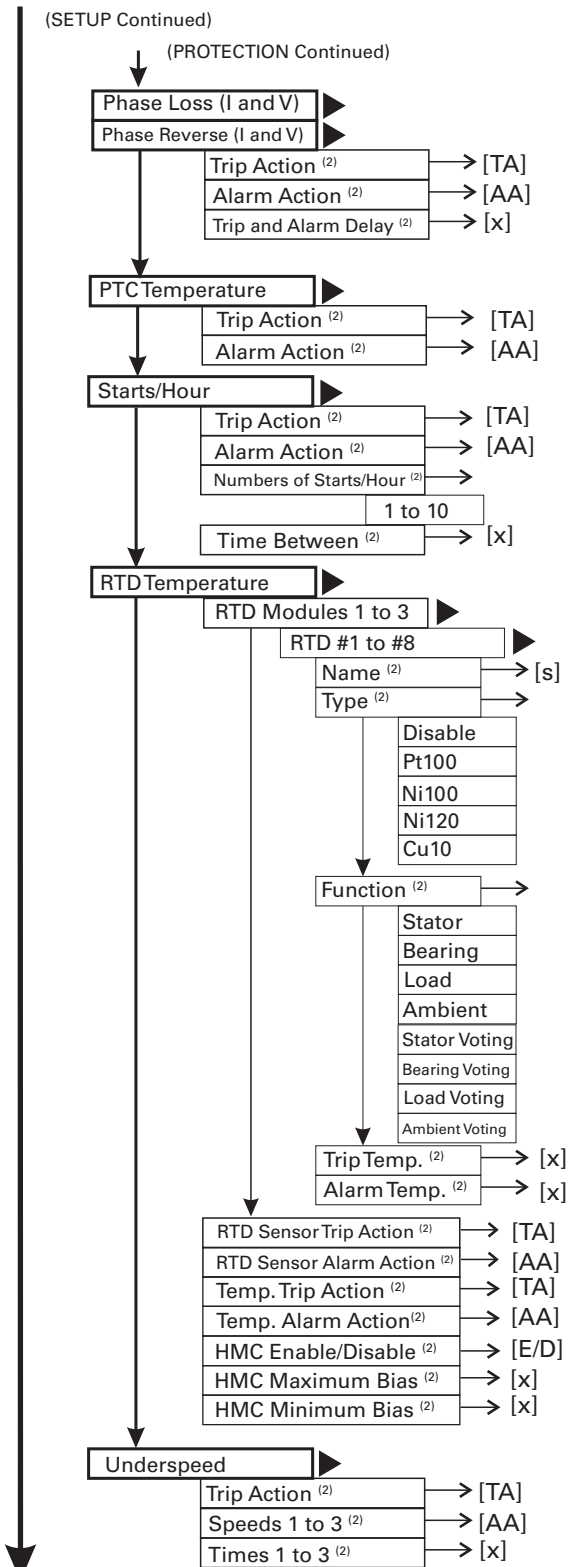 (SETUP Continued)
(PROTECTION Continued)
Phase Loss (I and V)
Phase Reverse (I and V)
Trip Action (2) [TA]
Alarm Action (2) [AA]
Trip and Alarm Delay (2) [x]
PTC Temperature
Trip Action (2) [TA]
Alarm Action (2) [AA]
Starts/Hour
Trip Action (2) [TA]
Alarm Action (2) [AA]
Numbers of Starts/Hour (2)
1 to 10
Time Between (2) [x]
RTD Temperature
RTD Modules 1 to 3
RTD #1 to #8
Name (2) [s]
Type (2)
Disable
Pt100
Ni100
Ni120
Cu10
Function (2)
Stator
Bearing
Load
Ambient
Stator Voting
Bearing Voting
Load Voting
Ambient Voting
Trip Temp. (2) [x]
Alarm Temp. (2) [x]
RTD Sensor Trip Action (2) [TA]
RTD Sensor Alarm Action (2) [AA]
Temp. Trip Action (2) [TA]
Temp. Alarm Action (2) [AA]
HMC Enable/Disable (2) [E/D]
HMC Maximum Bias (2) [x]
HMC Minimum Bias (2) [x]
Underspeed
Trip Action (2) [TA]
Speeds 1 to 3 (2) [AA]
Times 1 to 3 (2) [x]